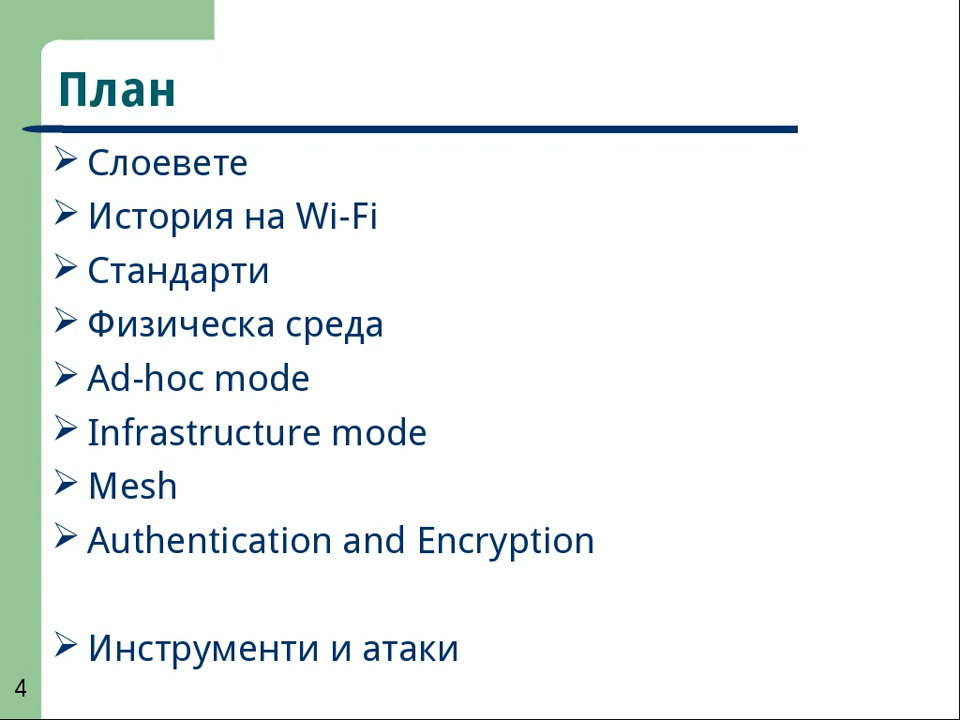 План
Слоевете
История на Wi-Fi
Стандарти
Физическа среда
Ad-hoc mode
Infrastructure mode
Mesh
Authentication and Encryption
Инструменти и атаки
4